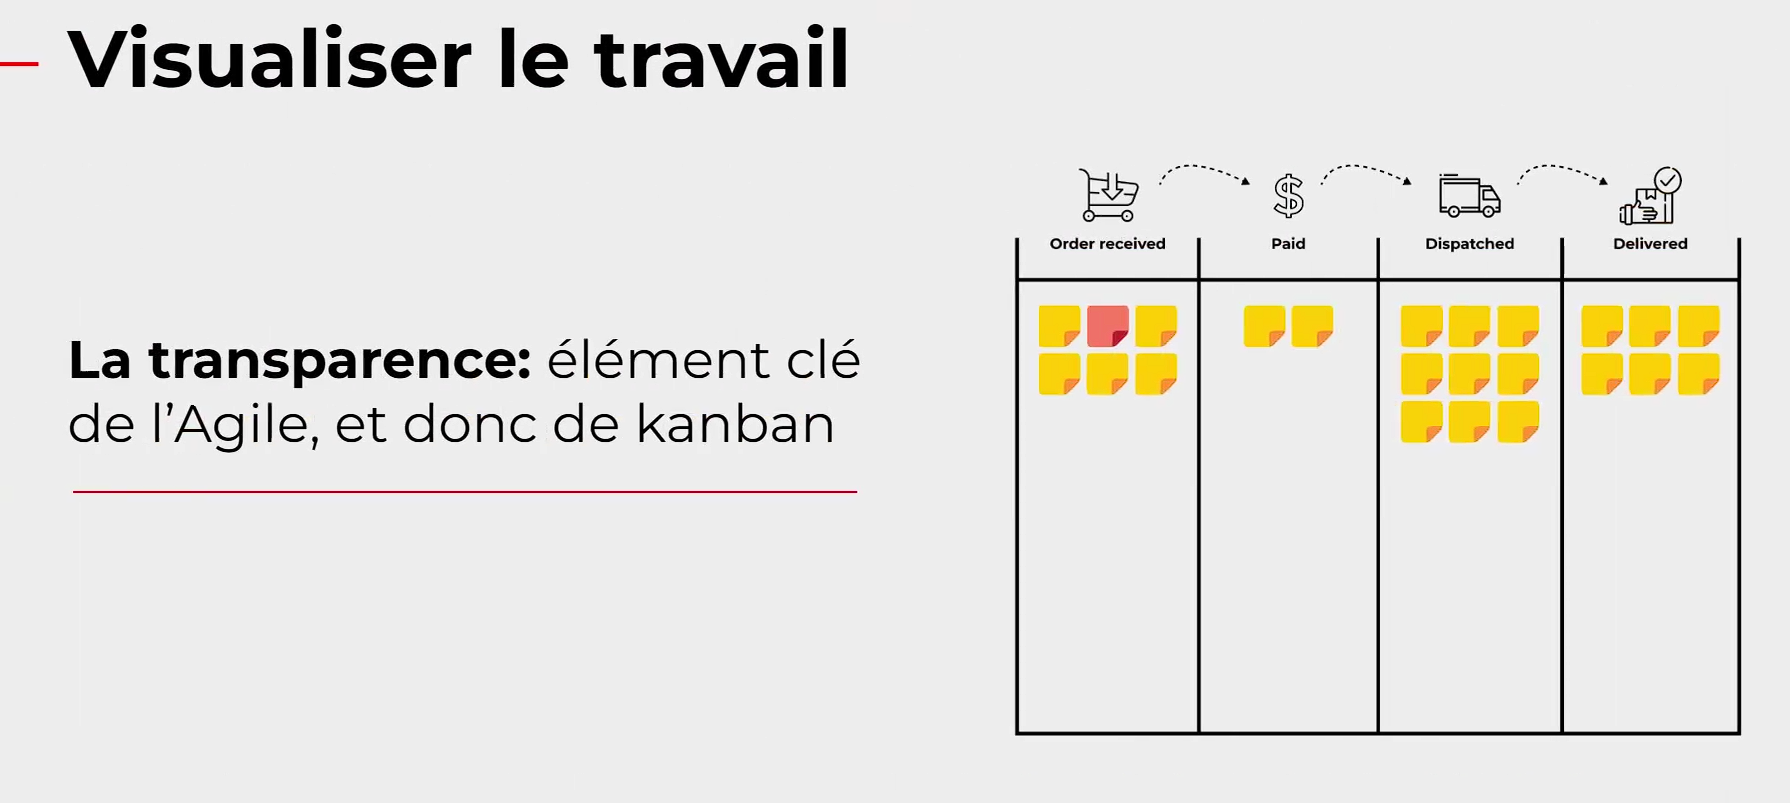 Visualiser le travail
La transparence: élément clé
de l’Agile, et donc de kanban
Order received
Paid
Dispatched
Delivered